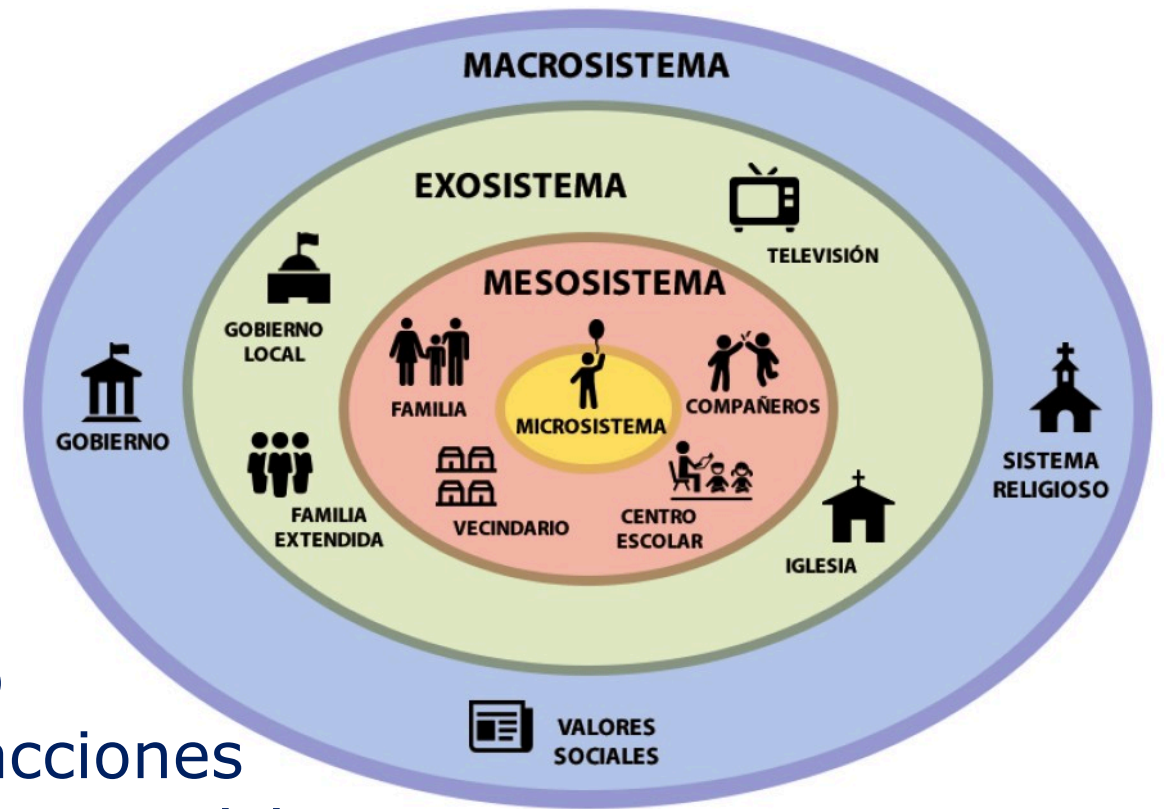 MACROSISTEMA
EXOSISTEMA
TELEVISIÓN
MESOSISTEMA
GOBIERNO
LOCAL
FAMILIA
COMPAÑEROS
MICROSISTEMA
GOBIERNO
SISTEMA
RELIGIOSO
FAMILIA
EXTENDIDA
VECINDARIO
CENTRO
ESCOLAR
IGLESIA
VALORES
SOCIALES
acciones